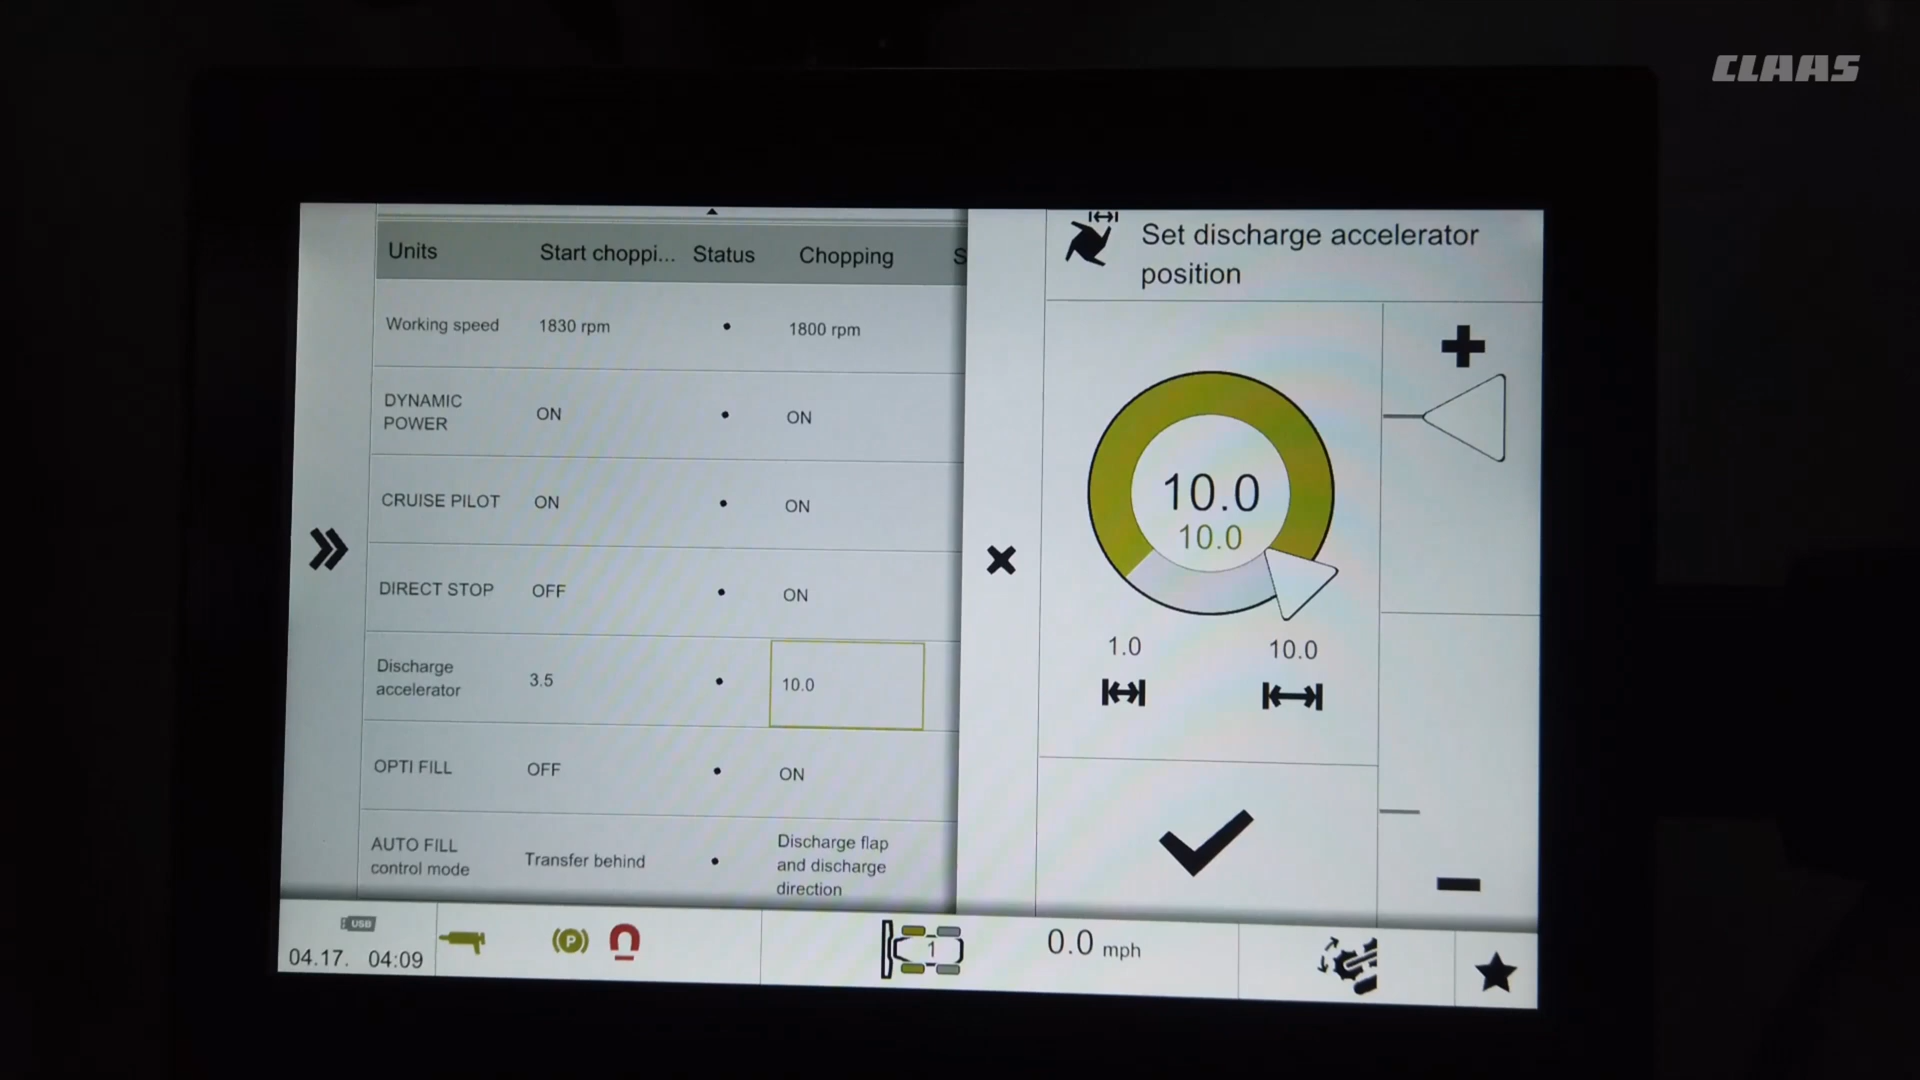 CLAAS
Units Start choppi... Status Chopping S
Working speed 1830 rpm • 1800 rpm
DYNAMIC
POWER ON • ON
CRUISE PILOT ON • ON
DIRECT STOP OFF • ON
Discharge
accelerator 3.5 • 10.0
OPTI FILL OFF • ON
AUTO FILL
control mode Transfer behind • Discharge flap
and discharge
direction
Set discharge accelerator
position
10.0
10.0
1.0 10.0
USB
04.17. 04:09
P
1
0.0 mph